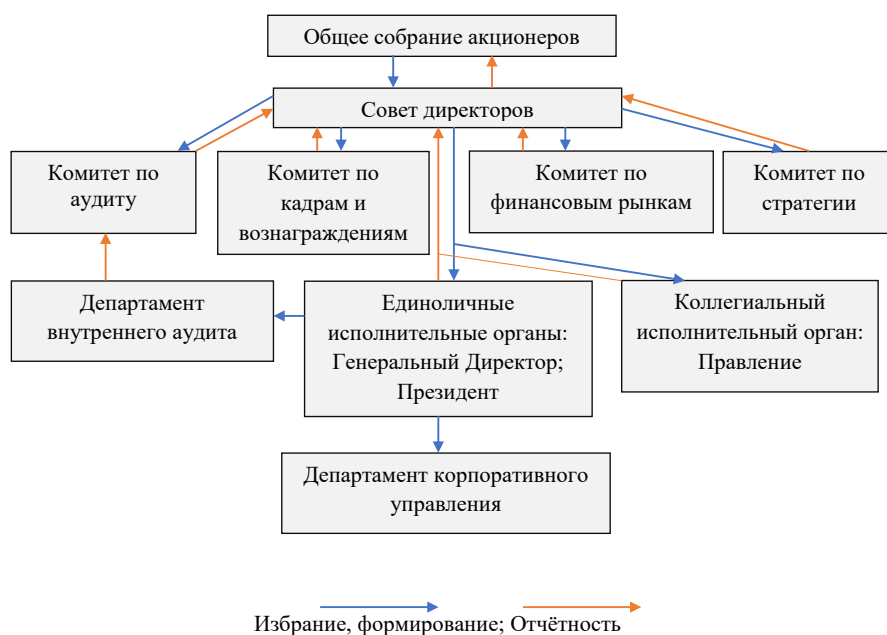 Общее собрание акционеров
Совет директоров
Комитет по
аудиту
Комитет по
кадрам и
вознаграждениям
Комитет по
финансовым рынкам
Комитет по
стратегии
Департамент
внутреннего аудита
Единоличные
исполнительные органы:
Генеральный Директор;
Президент
Коллегиальный
исполнительный орган:
Правление
Департамент корпоративного
управления
Избрание, формирование; Отчётность